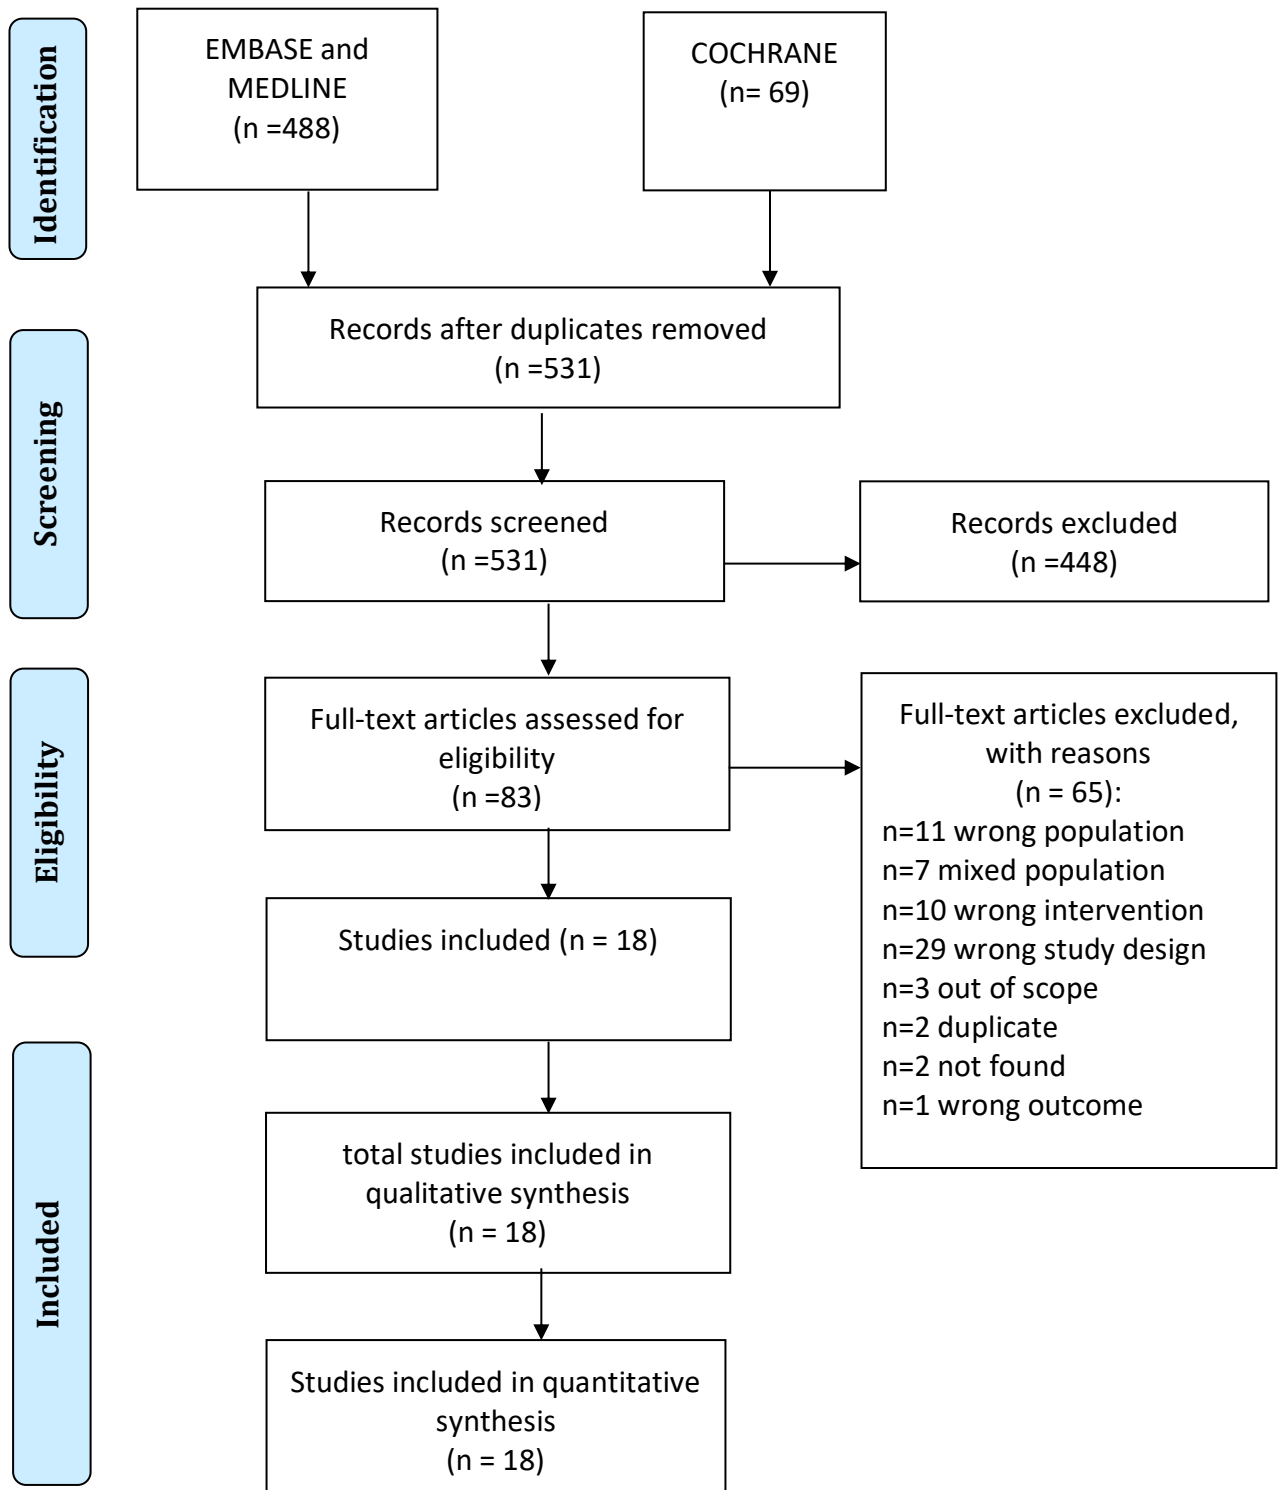 Identification
EMBASE and
MEDLINE
(n =488)
COCHRANE
(n= 69)
Records after duplicates removed
(n =531)
Screening
Records screened
(n =531)
Records excluded
(n =448)
Eligibility
Full-text articles assessed for
eligibility
(n =83)
Full-text articles excluded,
with reasons
(n = 65):
n=11 wrong population
n=7 mixed population
n=10 wrong intervention
n=29 wrong study design
n=3 out of scope
n=2 duplicate
n=2 not found
n=1 wrong outcome
Studies included (n = 18)
Included
total studies included in
qualitative synthesis
(n = 18)
Studies included in quantitative
synthesis
(n = 18)